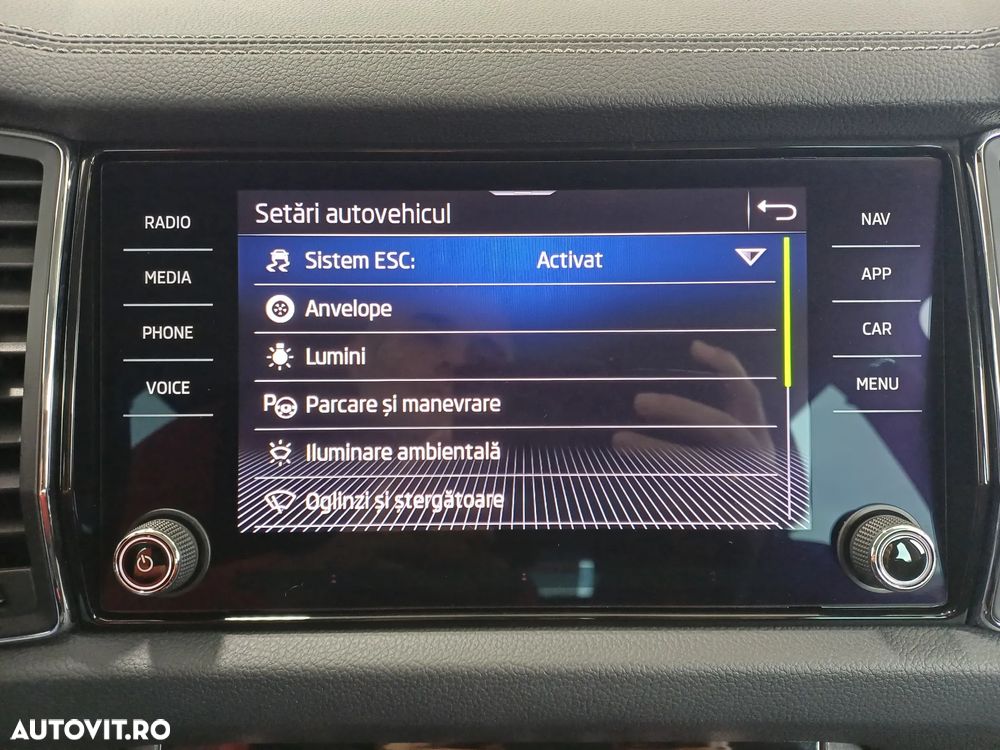 Setări autovehicul
RADIO
MEDIA
PHONE
VOICE
Sistem ESC: Activat
Anvelope
Lumini
Parcare și manevrare
Iluminare ambientală
Oglinzi și ștergătoare
NAV
APP
CAR
MENU
AUTOVIT.RO